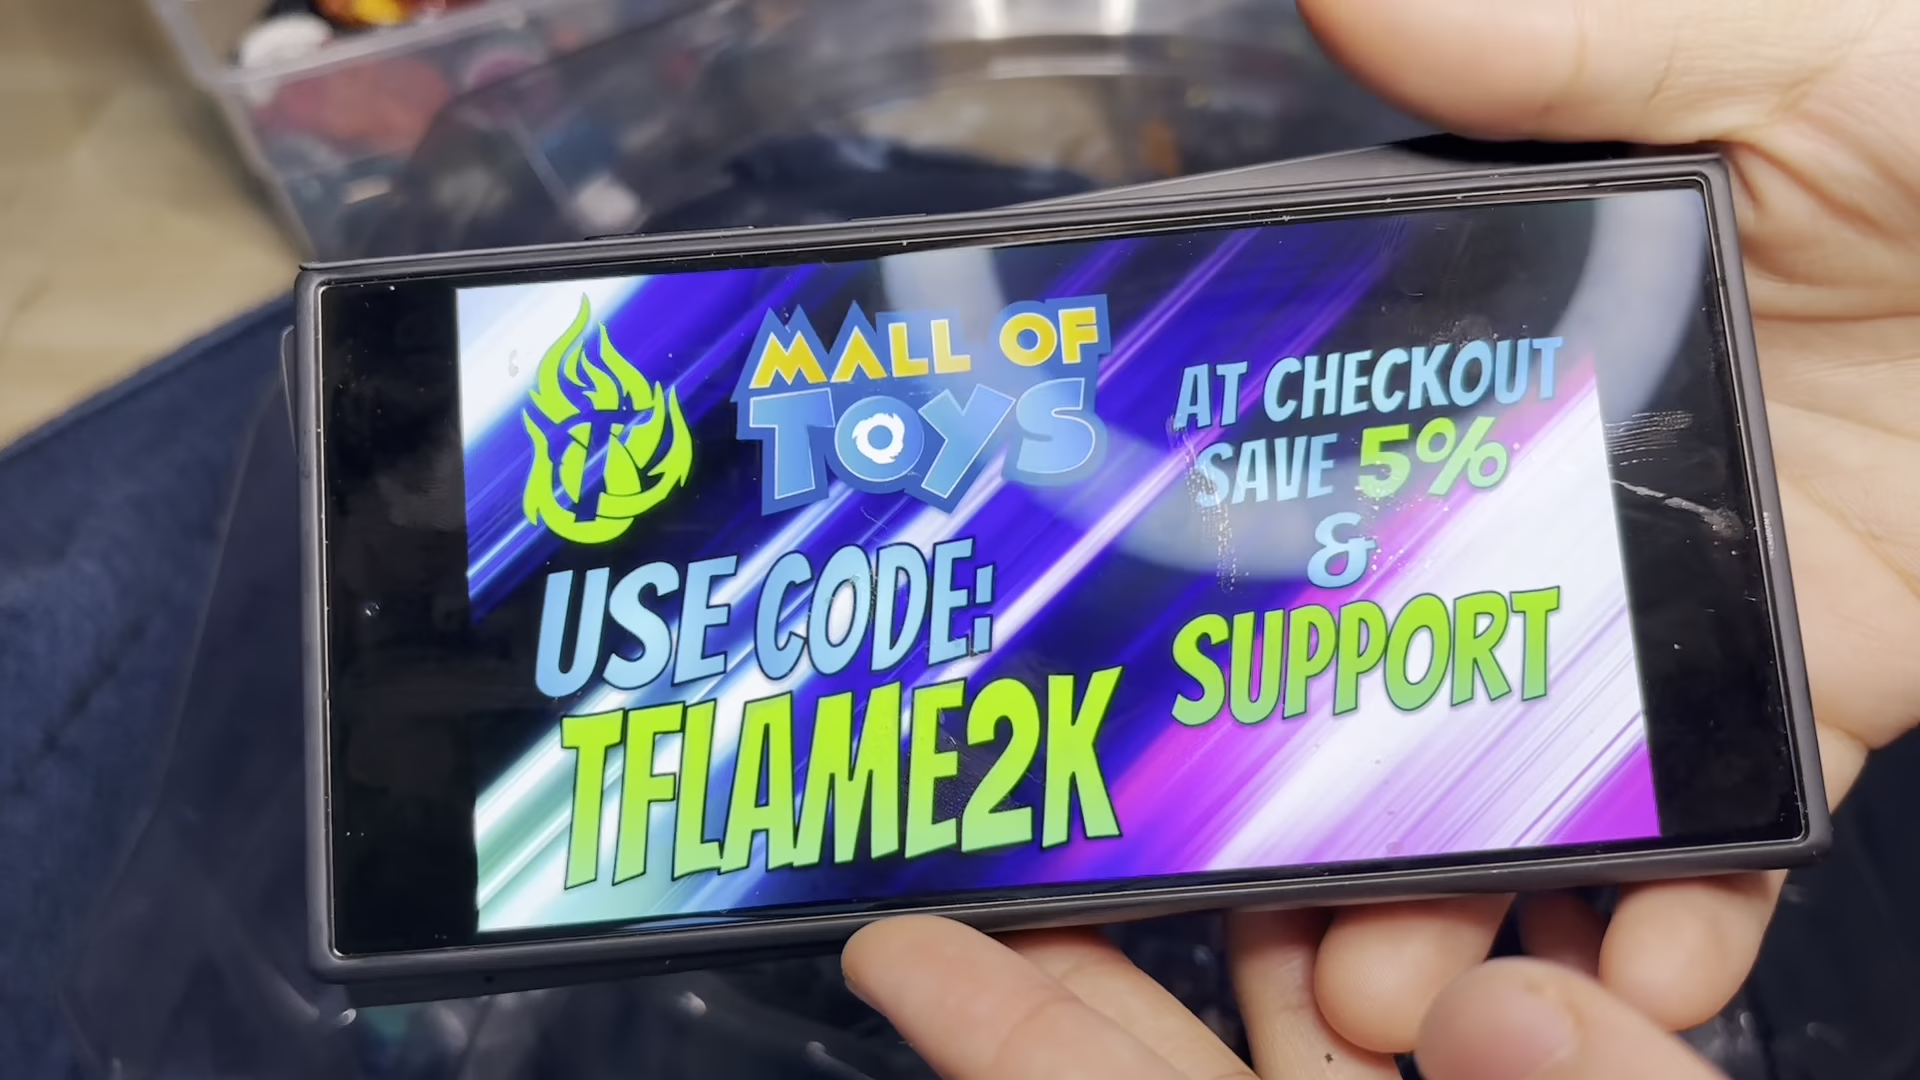 MALL OF
TOYS
USE CODE:
TFLAME2K
AT CHECKOUT
SAVE 5%
&
SUPPORT